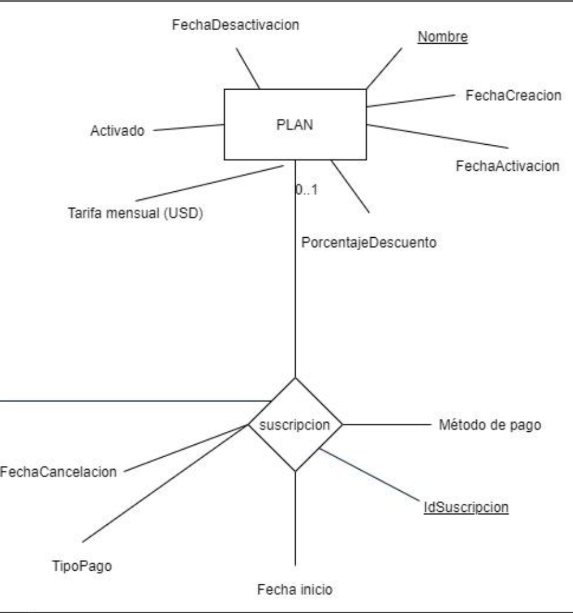 FechaDesactivacion
Nombre
FechaCreacion
PLAN
Activado
FechaActivacion
0..1
Tarifa mensual (USD)
PorcentajeDescuento
suscripcion
Método de pago
FechaCancelacion
IdSuscripcion
TipoPago
Fecha inicio